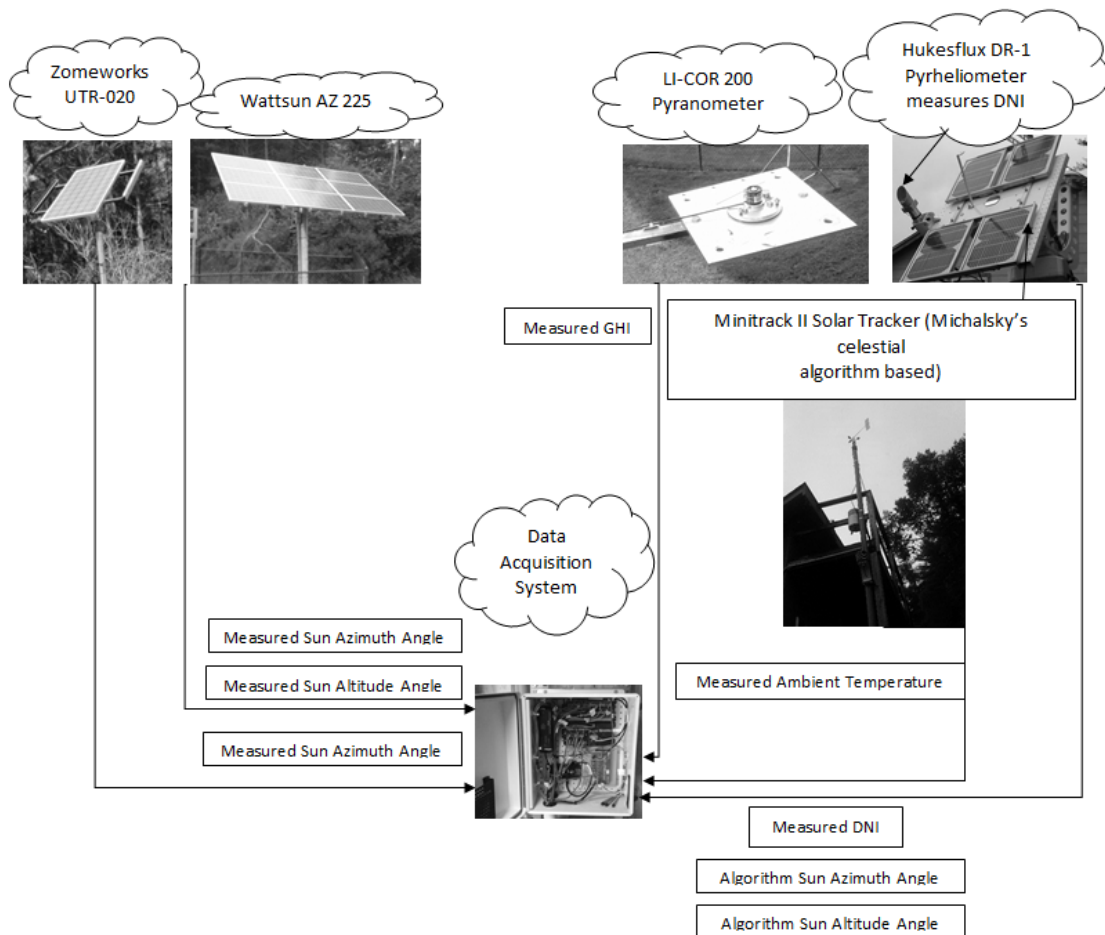 Zomeworks
UTR-020
Wattsun AZ 225
LI-COR 200
Pyranometer
Hukesflux DR-1
Pyrheliometer
measures DNI
Measured GHI
Minitrack II Solar Tracker (Michalsky's
celestial
algorithm based)
Data
Acquisition
System
Measured Sun Azimuth Angle
Measured Sun Altitude Angle
Measured Sun Azimuth Angle
Measured Ambient Temperature
Measured DNI
Algorithm Sun Azimuth Angle
Algorithm Sun Altitude Angle